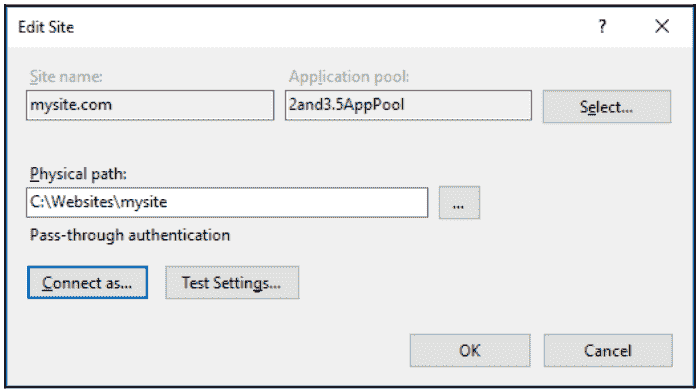 Edit Site ?
Site name: Application pool:
mysite.com 2and3.5AppPool Select...
Physical path:
C:\Websites\mysite ...
Pass-through authentication
Connect as... Test Settings...
OK Cancel